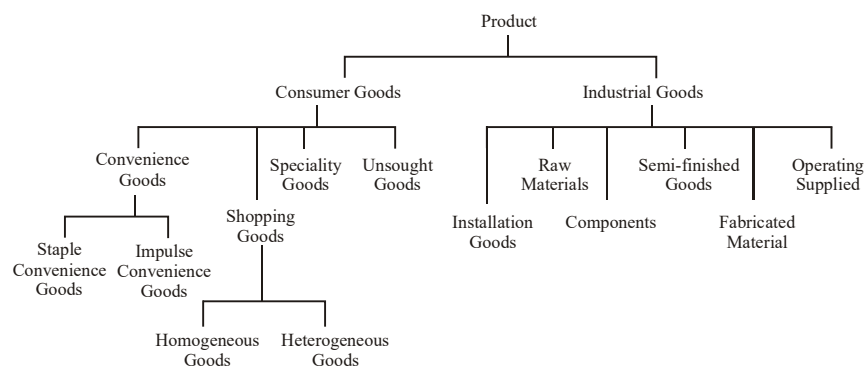 Product
Consumer Goods
Industrial Goods
Convenience
Goods
Speciality
Goods
Unsought
Goods
Raw
Materials
Semi-finished
Goods
Operating
Supplied
Shopping
Goods
Installation
Goods
Components
Fabricated
Material
Staple
Convenience
Goods
Impulse
Convenience
Goods
Homogeneous
Goods
Heterogeneous
Goods